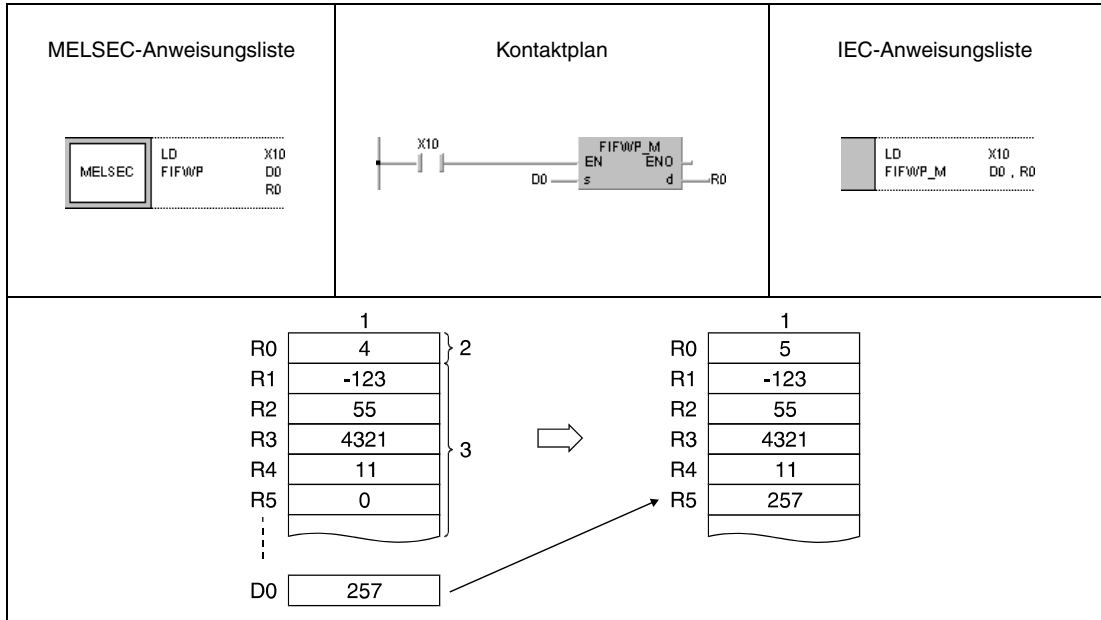 MELSEC-Anweisungsliste
Kontaktplan
IEC-Anweisungsliste
MELSEC
LD X10
FIFWP D0
R0
X10
FIFWP_M
EN ENO
D0 s d R0
LD X10
FIFWP_M D0 , R0
1
R0 4 2
R1 -123
R2 55
R3 4321
3
R4 11
R5 0
D0 257
1
R0 5
R1 -123
R2 55
R3 4321
R4 11
R5 257